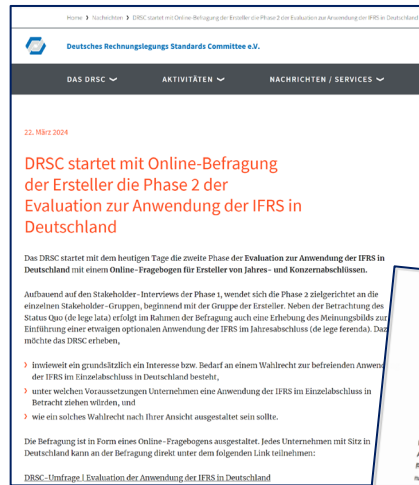 Home > Nachrichten > DRSC startet mit Online-Befragung der Ersteller die Phase 2 der Evaluation zur Anwendung der IFRS in Deutschland
Deutsches Rechnungslegungs Standards Committee e.V.
DAS DRSC AKTIVITÄTEN NACHRICHTEN / SERVICES
22. März 2024
DRSC startet mit Online-Befragung
der Ersteller die Phase 2 der
Evaluation zur Anwendung der IFRS in
Deutschland
Das DRSC startet mit dem heutigen Tage die zweite Phase der Evaluation zur Anwendung der IFRS in
Deutschland mit einem Online-Fragebogen für Ersteller von Jahres- und Konzernabschlüssen.
Aufbauend auf den Stakeholder-Interviews der Phase 1, wendet sich die Phase 2 zielgerichtet an die
einzelnen Stakeholder-Gruppen, beginnend mit der Gruppe der Ersteller. Neben der Betrachtung des
Status Quo (de lege lata) erfolgt im Rahmen der Befragung auch eine Erhebung des Meinungsbilds zur
Einführung einer etwaigen optionalen Anwendung der IFRS im Jahresabschluss (de lege ferenda). Daz
möchte das DRSC erheben,
> inwieweit ein grundsätzlich ein Interesse bzw. Bedarf an einem Wahlrecht zur befreienden Anwen
der IFRS im Einzelabschluss in Deutschland besteht,
> unter welchen Voraussetzungen Unternehmen eine Anwendung der IFRS im Einzelabschluss in
Betracht ziehen würden, und
> wie ein solches Wahlrecht nach Ihrer Ansicht ausgestaltet sein sollte.
Die Befragung ist in Form eines Online-Fragebogens ausgestaltet. Jedes Unternehmen mit Sitz in
Deutschland kann an der Befragung direkt unter dem folgenden Link teilnehmen:
DRSC-Umfrage | Evaluation der Anwendung der IFRS in Deutschland